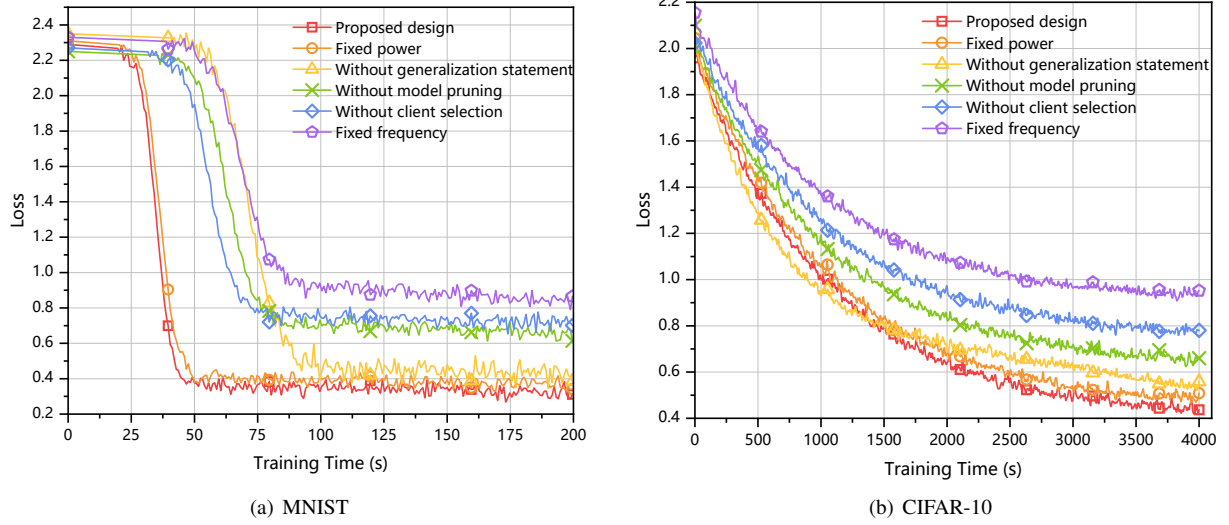 2.4
2.2
2.0
1.8
1.6
1.4
1.2
1.0
0.8
0.6
0.4
0.2
Loss
0 25 50 75 100 125 150 175 200
Training Time (s)
Proposed design
Fixed power
Without generalization statement
Without model pruning
Without client selection
Fixed frequency
(a) MNIST
2.2
2.0
1.8
1.6
1.4
1.2
1.0
0.8
0.6
0.4
Loss
0 500 1000 1500 2000 2500 3000 3500 4000
Training Time (s)
Proposed design
Fixed power
Without generalization statement
Without model pruning
Without client selection
Fixed frequency
(b) CIFAR-10